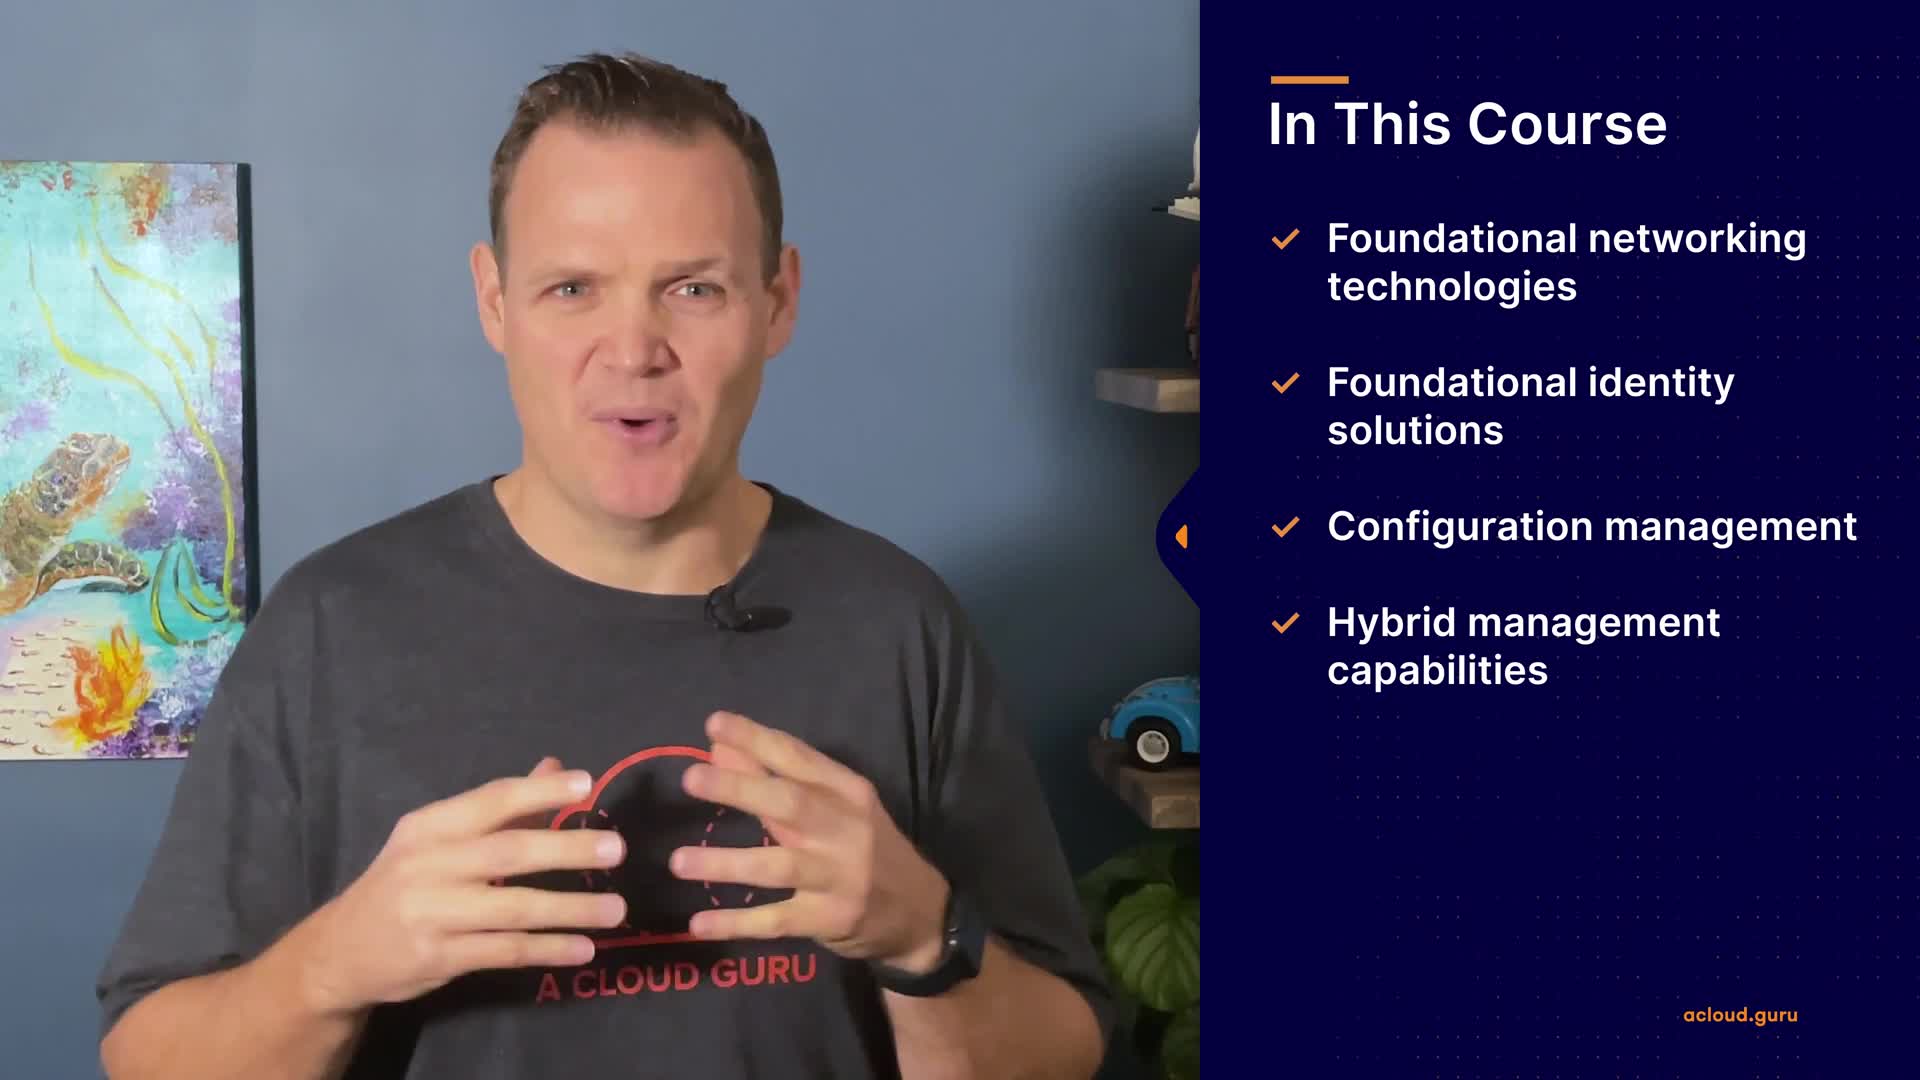 In This Course
Foundational networking
technologies
Foundational identity
solutions
Configuration management
Hybrid management
capabilities
A CLOUD GURU
acloud.guru